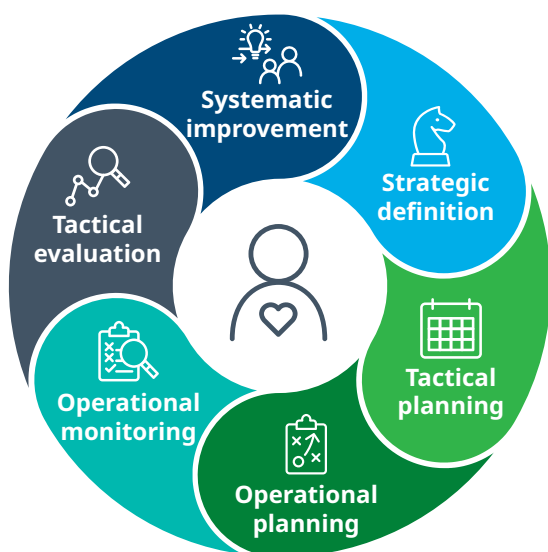 Systematic
improvement
Strategic
definition
Tactical
planning
Operational
planning
Operational
monitoring
Tactical
evaluation